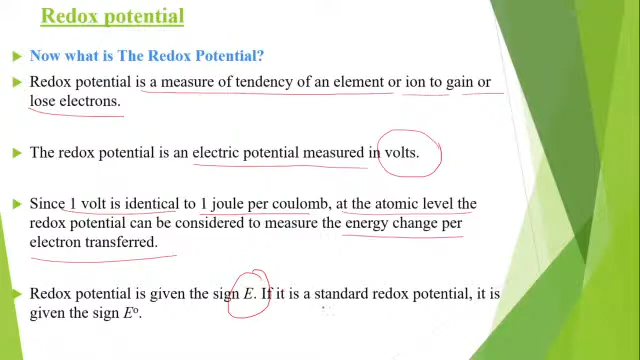 Redox potential
Now what is The Redox Potential?
Redox potential is a measure of tendency of an element or ion to gain or
lose electrons.
The redox potential is an electric potential measured in volts.
Since 1 volt is identical to 1 joule per coulomb, at the atomic level the
redox potential can be considered to measure the energy change per
electron transferred.
Redox potential is given the sign E. If it is a standard redox potential, it is
given the sign Eº.